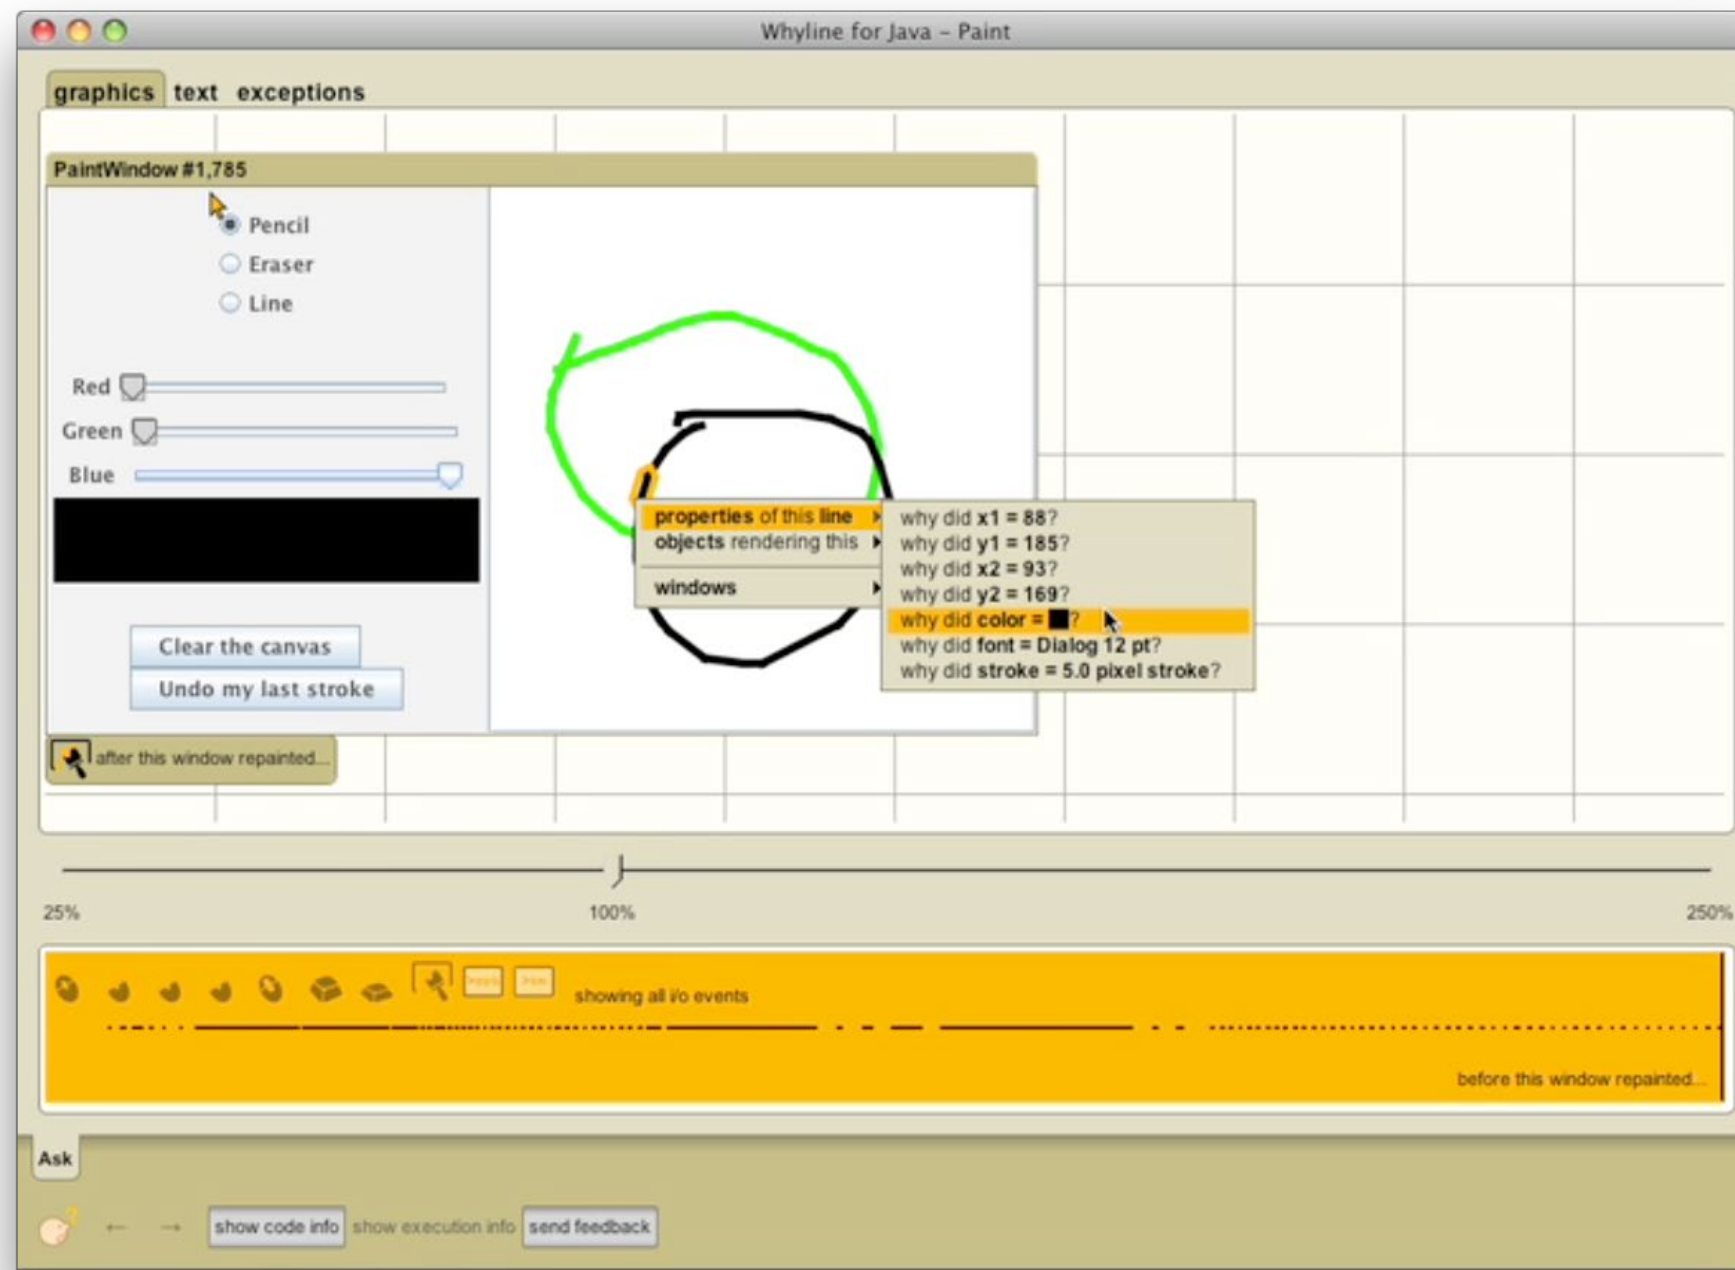 Whyline for Java – Paint
graphics text exceptions
PaintWindow #1,785
Pencil
Eraser
Line
Red
Green
Blue
properties of this line
objects rendering this
windows
why did x1 = 88?
why did y1 = 185?
why did x2 = 93?
why did y2 = 169?
why did color = ?
why did font = Dialog 12 pt?
why did stroke = 5.0 pixel stroke?
Clear the canvas
Undo my last stroke
after this window repainted...
25% 100% 250%
showing all i/o events
before this window repainted...
Ask
? ← → show code info show execution info send feedback